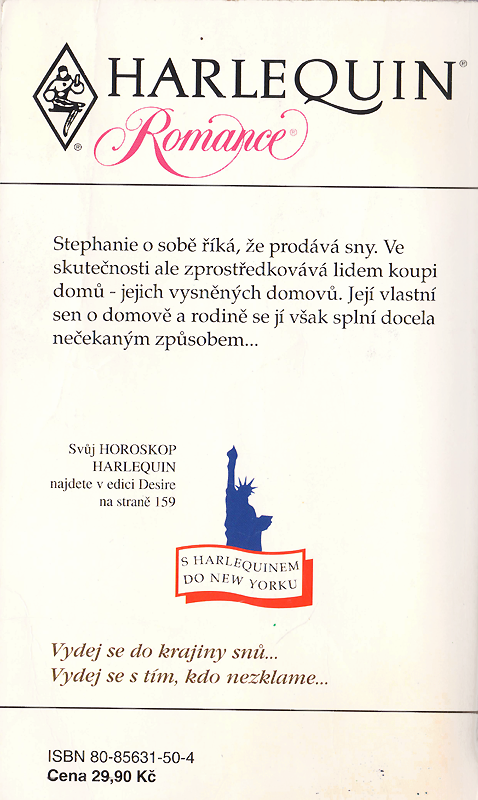 HARLEQUIN®
Romance®
®
Stephanie o sobě říká, že prodává sny. Ve
skutečnosti ale zprostředkovává lidem koupi
domů - jejich vysněných domovů. Její vlastní
sen o domově a rodině se jí však splní docela
nečekaným způsobem...
Svůj HOROSKOP
HARLEQUIN
najdete v edici Desire
na straně 159
S HARLEQUINEM
DO NEW YORKU
Vydej se do krajiny snů...
Vydej se s tím, kdo nezklame...
ISBN 80-85631-50-4
Cena 29,90 Kč